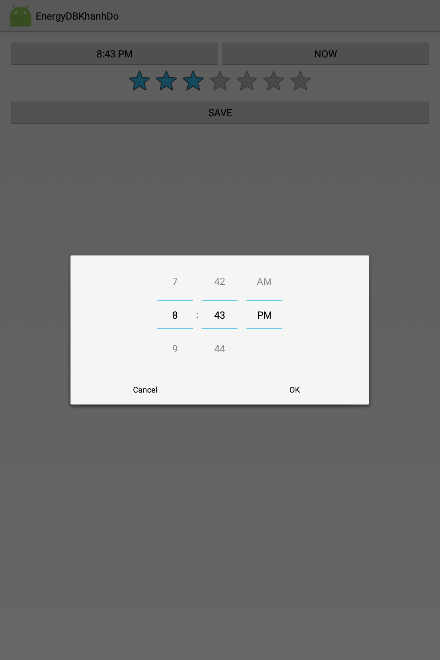 EnergyDBKhanhDo
8:43 PM NOW
SAVE
7 42 AM
8 : 43 PM
9 44
Cancel OK